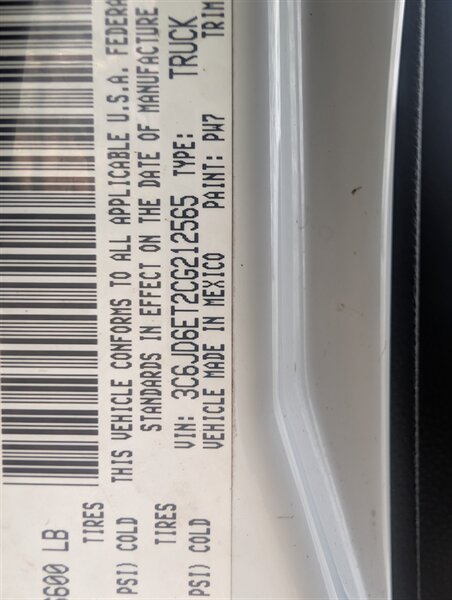 6600 LB
TIRES
PSI) COLD
TIRES
PSI) COLD
THIS VEHICLE CONFORMS TO ALL APPLICABLE U.S.A. FEDERA
STANDARDS IN EFFECT ON THE DATE OF MANUFACTURE
VIN: 3C6JD6ET2CG212565 TYPE: TRUCK
VEHICLE MADE IN MEXICO PAINT: PW7 TRIM